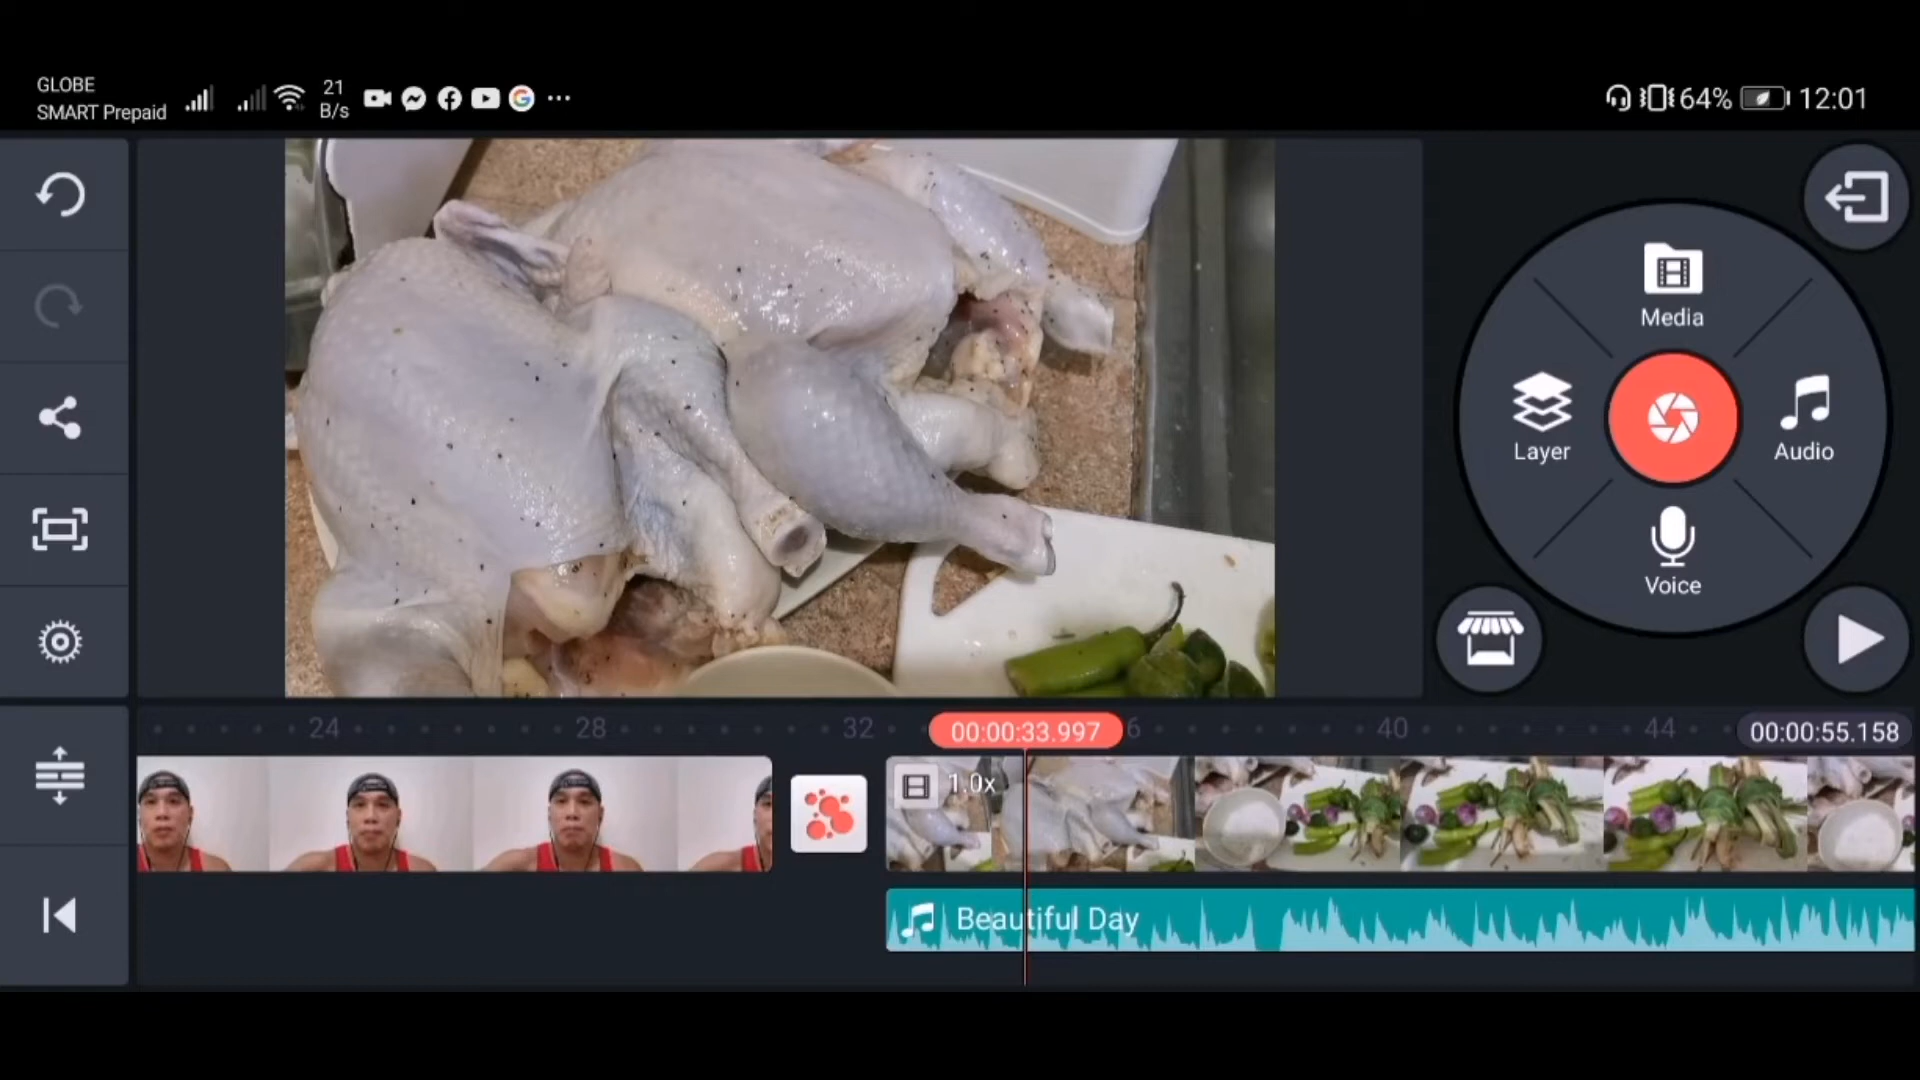 GLOBE
SMART Prepaid
21
B/s
64%
12:01
Media
Layer
Audio
Voice
24
28
32
00:00:33.997
6
40
44
00:00:55.158
1.0x
Beautiful Day